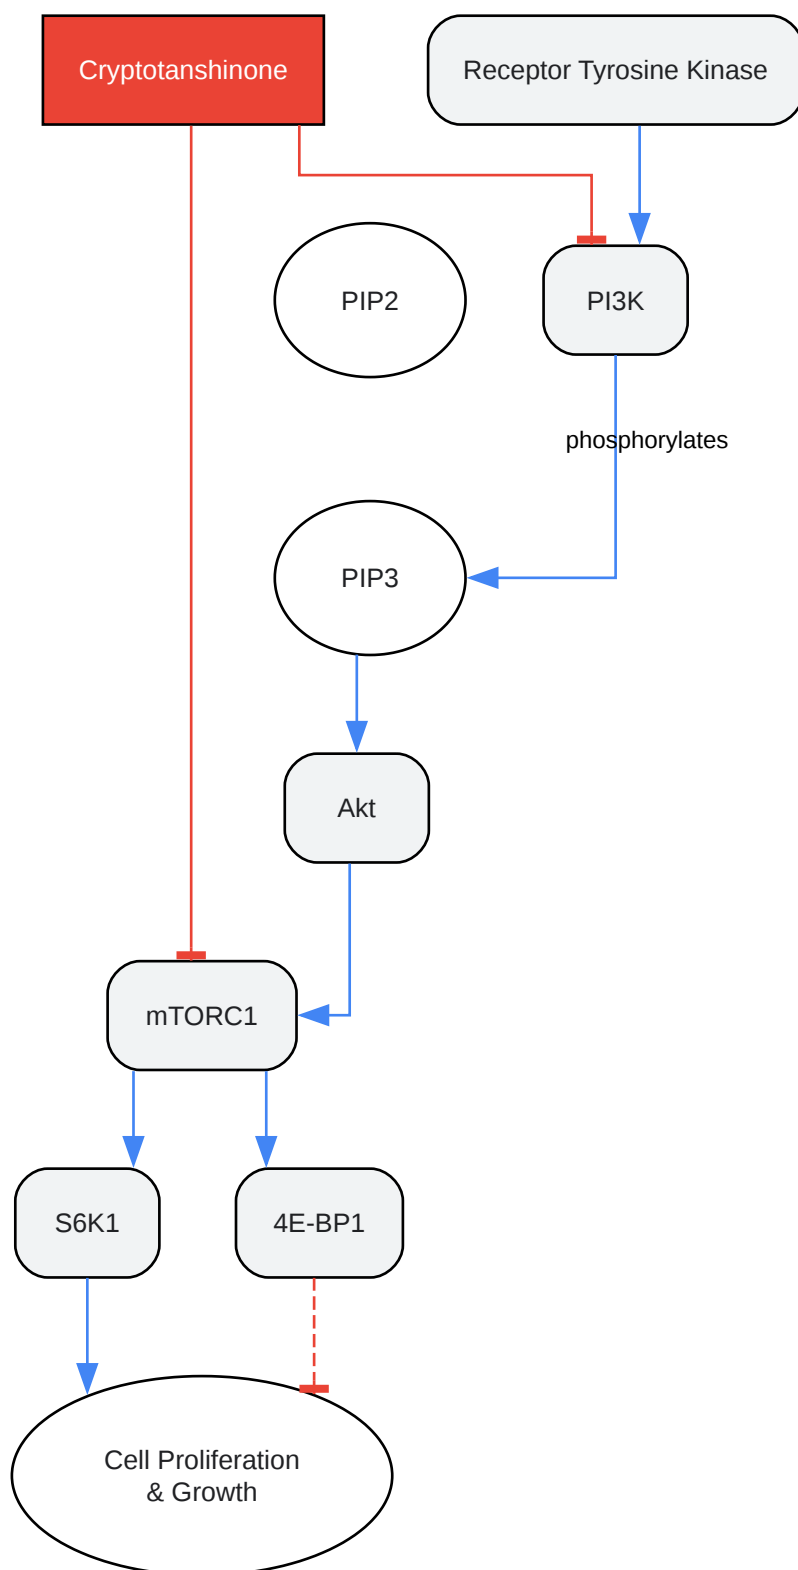 Cryptotanshinone
Receptor Tyrosine Kinase
PIP2
PI3K
phosphorylates
PIP3
Akt
mTORC1
S6K1
4E-BP1
Cell Proliferation
& Growth